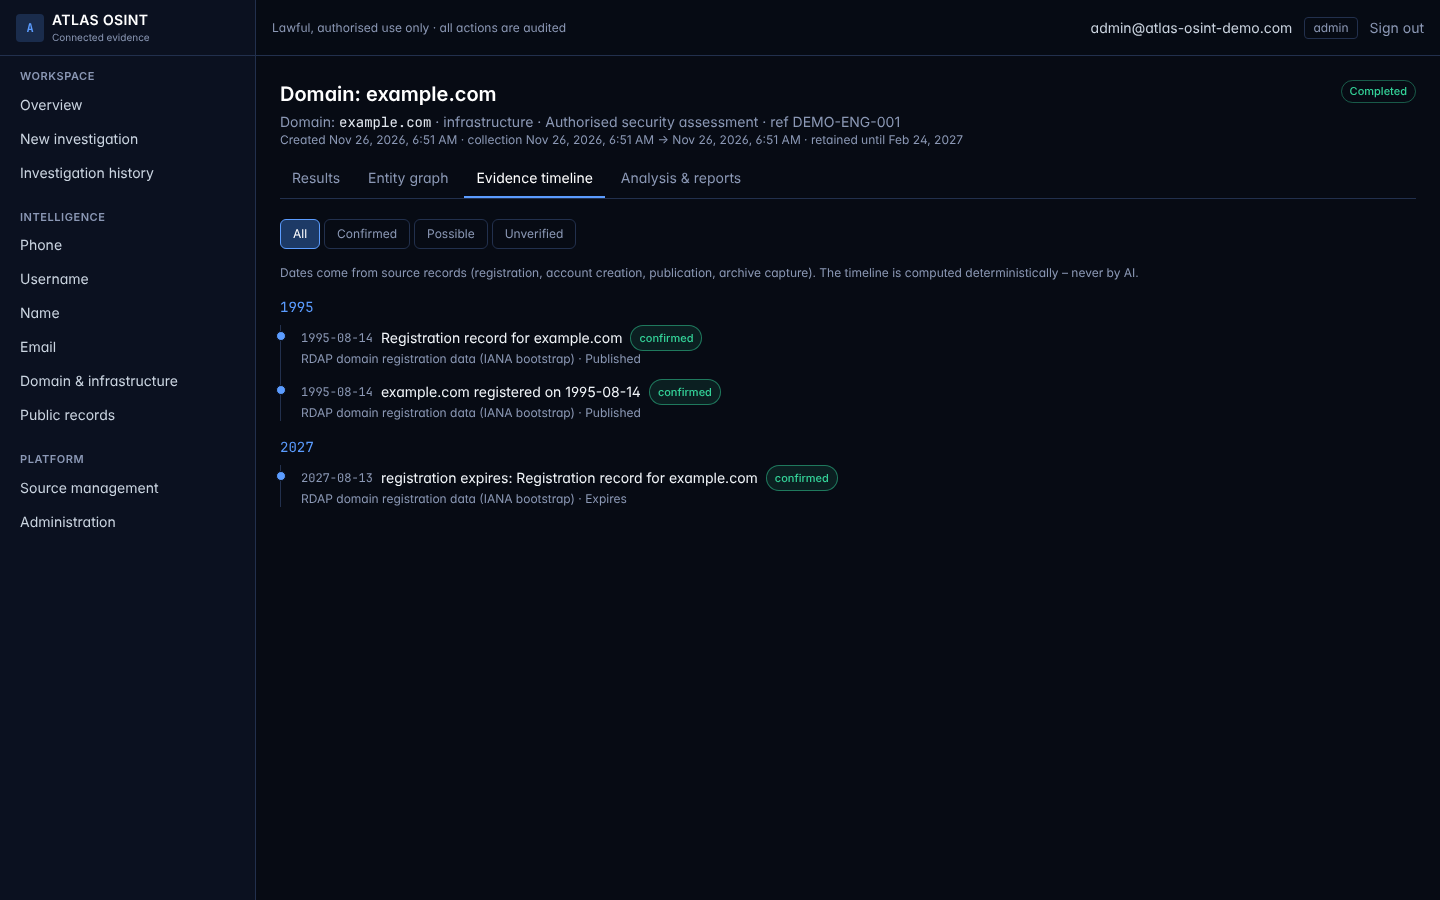 A
ATLAS OSINT
Connected evidence
Lawful, authorised use only · all actions are audited
admin@atlas-osint-demo.com
admin
Sign out
WORKSPACE
Overview
New investigation
Investigation history
INTELLIGENCE
Phone
Username
Name
Email
Domain & infrastructure
Public records
PLATFORM
Source management
Administration
Domain: example.com
Completed
Domain: example.com · infrastructure · Authorised security assessment · ref DEMO-ENG-001
Created Nov 26, 2026, 6:51 AM · collection Nov 26, 2026, 6:51 AM → Nov 26, 2026, 6:51 AM · retained until Feb 24, 2027
Results
Entity graph
Evidence timeline
Analysis & reports
All
Confirmed
Possible
Unverified
Dates come from source records (registration, account creation, publication, archive capture). The timeline is computed deterministically – never by AI.
1995
1995-08-14 Registration record for example.com confirmed
RDAP domain registration data (IANA bootstrap) · Published
1995-08-14 example.com registered on 1995-08-14 confirmed
RDAP domain registration data (IANA bootstrap) · Published
2027
2027-08-13 registration expires: Registration record for example.com confirmed
RDAP domain registration data (IANA bootstrap) · Expires